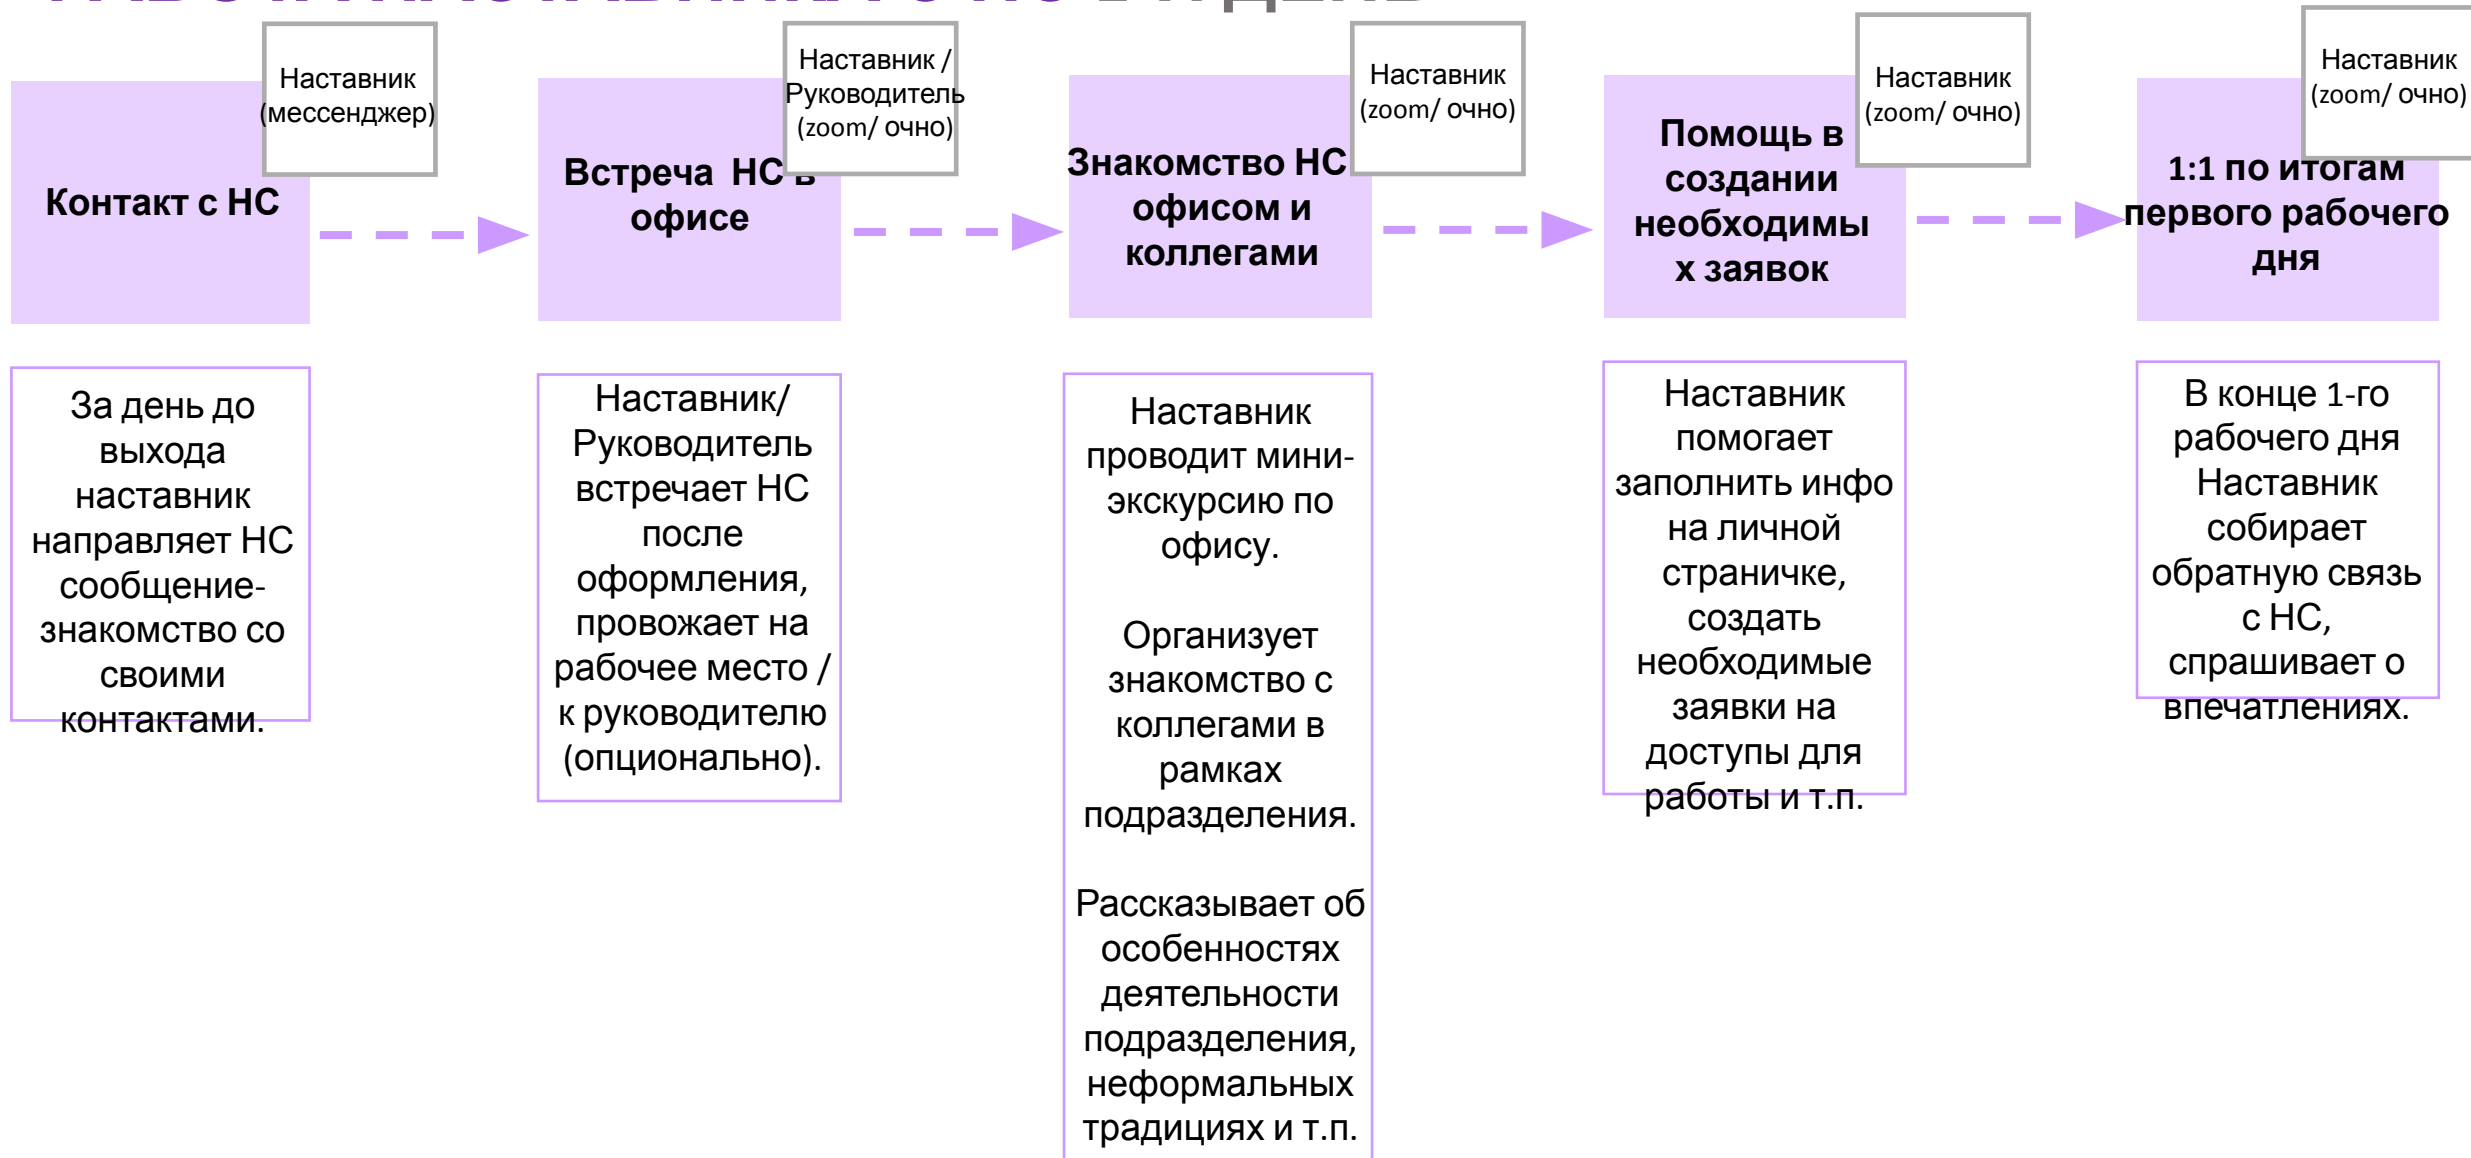 РАБОТА НАСТАВНИКА С НС В 1-Й ДЕНЬ
Наставник
(мессенджер)
Контакт с НС
За день до
выхода
наставник
направляет НС
сообщение-
знакомство со
своими
контактами.
Наставник /
Руководитель
(zoom/ очно)
Встреча НС в
офисе
Наставник/
Руководитель
встречает НС
после
оформления,
провожает на
рабочее место /
к руководителю
(опционально).
Наставник
(zoom/ очно)
Знакомство НС
офисом и
коллегами
Наставник
проводит мини-
экскурсию по
офису.
Организует
знакомство с
коллегами в
рамках
подразделения.
Рассказывает об
особенностях
деятельности
подразделения,
неформальных
традициях и т.п.
Наставник
(zoom/ очно)
Помощь в
создании
необходимы
х заявок
Наставник
помогает
заполнить инфо
на личной
страничке,
создать
необходимые
заявки на
доступы для
работы и т.п.
Наставник
(zoom/ очно)
1:1 по итогам
первого рабочего
дня
В конце 1-го
рабочего дня
Наставник
собирает
обратную связь
с НС,
спрашивает о
впечатлениях.